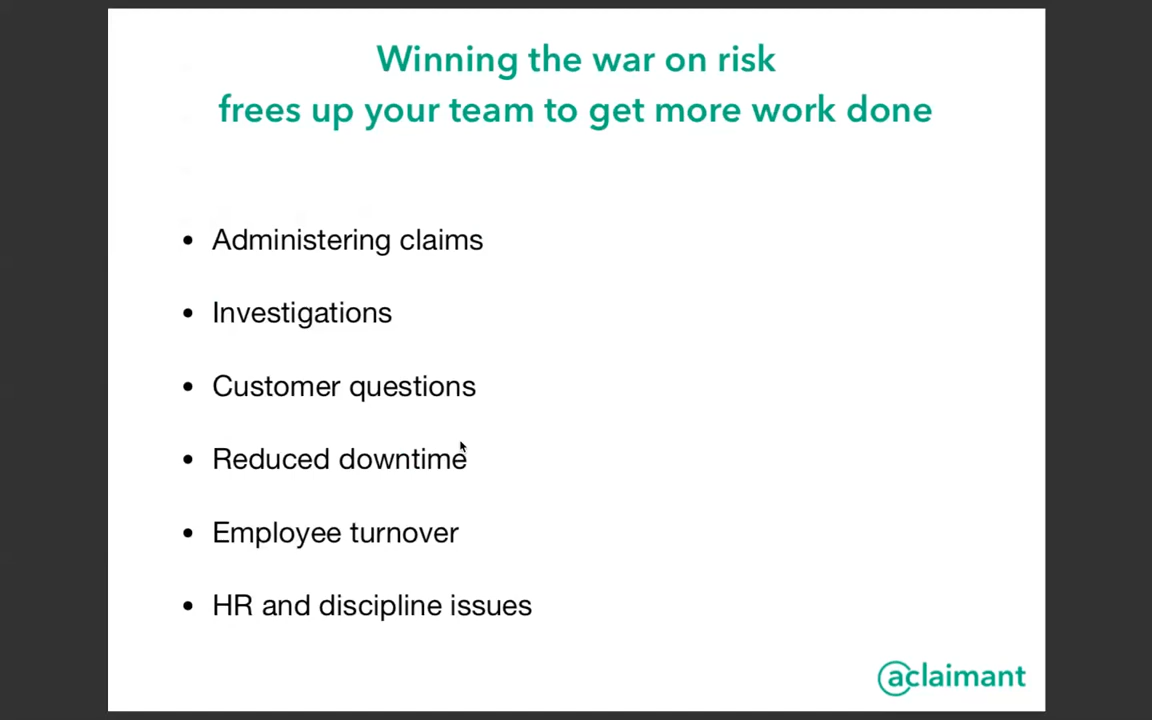 Winning the war on risk
frees up your team to get more work done
• Administering claims
• Investigations
• Customer questions
• Reduced downtime
• Employee turnover
• HR and discipline issues
aclaimant